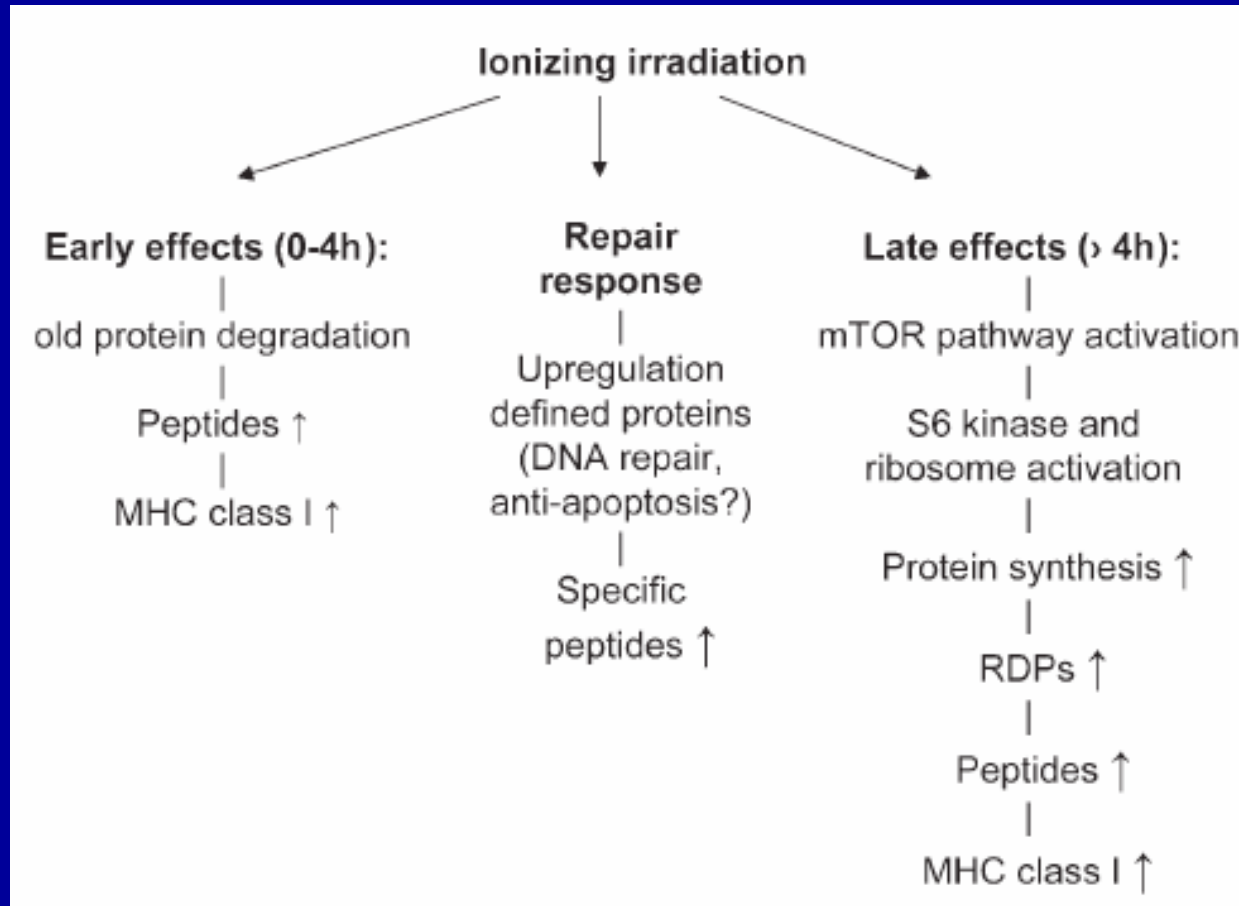 Ionizing irradiation
Early effects (0-4h):
old protein degradation
Peptides ↑
MHC class I ↑
Repair
response
Upregulation
defined proteins
(DNA repair,
anti-apoptosis?)
Specific
peptides ↑
Late effects (› 4h):
mTOR pathway activation
S6 kinase and
ribosome activation
Protein synthesis ↑
RDPs ↑
Peptides ↑
MHC class I ↑